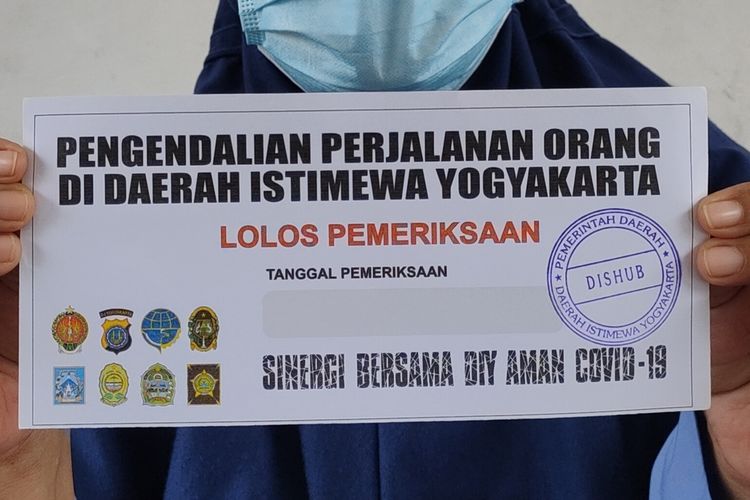 PENGENDALIAN PERJALANAN ORANG
DI DAERAH ISTIMEWA YOGYAKARTA
LOLOS PEMERIKSAAN
TANGGAL PEMERIKSAAN
PEMERINTAH DAERAH
DISHUB
DAERAH ISTIMEWA YOGYAKARTA
SINERGI BERSAMA DIY AMAN COVID-19